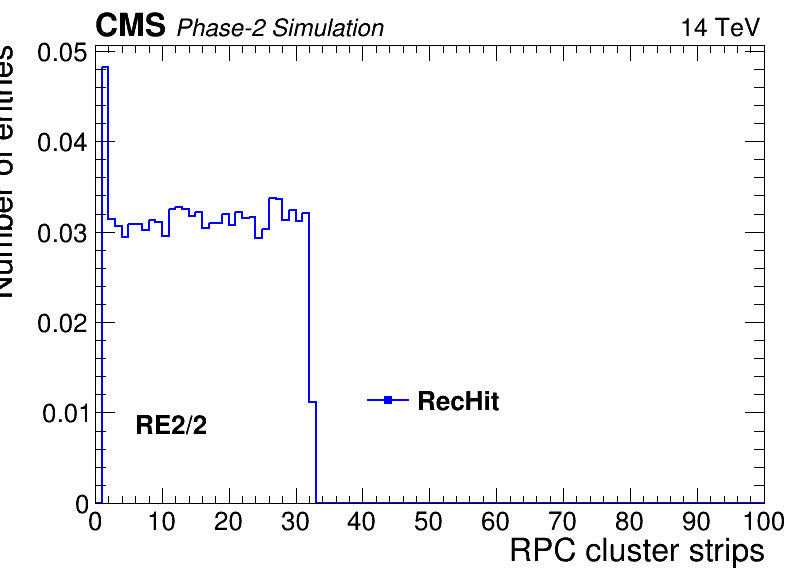 CMS Phase-2 Simulation 14 TeV
Number of entries
0.05
0.04
0.03
0.02
0.01
0
RE2/2
RecHit
0 10 20 30 40 50 60 70 80 90 100
RPC cluster strips